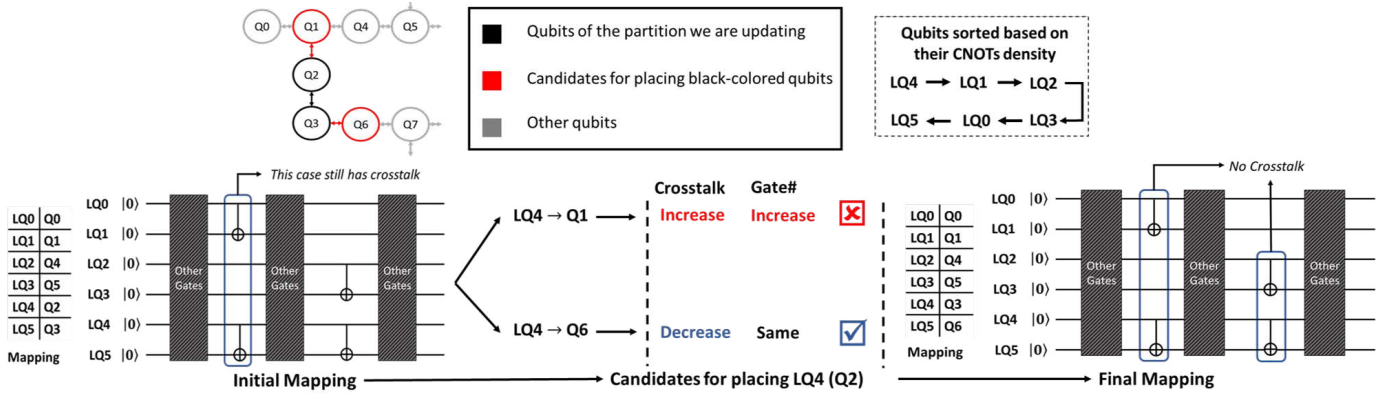 Q0
Q1
Q4
Q5
Q2
Q3
Q6
Q7
Qubits of the partition we are updating
Candidates for placing black-colored qubits
Other qubits
Qubits sorted based on
their CNOTs density
LQ4
LQ1
LQ2
LQ5
LQ0
LQ3
This case still has crosstalk
LQ0 Q0
LQ1 Q1
LQ2 Q4
LQ3 Q5
LQ4 Q2
LQ5 Q3
Mapping
LQ0 |0⟩
LQ1 |0⟩
LQ2 |0⟩
LQ3 |0⟩
LQ4 |0⟩
LQ5 |0⟩
Other
Gates
Other
Gates
Other
Gates
Initial Mapping
LQ4 → Q1
LQ4 → Q6
Crosstalk Gate#
Increase Increase
Decrease Same
Candidates for placing LQ4 (Q2)
No Crosstalk
LQ0 Q0
LQ1 Q1
LQ2 Q4
LQ3 Q5
LQ4 Q3
LQ5 Q6
Mapping
LQ0 |0⟩
LQ1 |0⟩
LQ2 |0⟩
LQ3 |0⟩
LQ4 |0⟩
LQ5 |0⟩
Other
Gates
Other
Gates
Other
Gates
Final Mapping